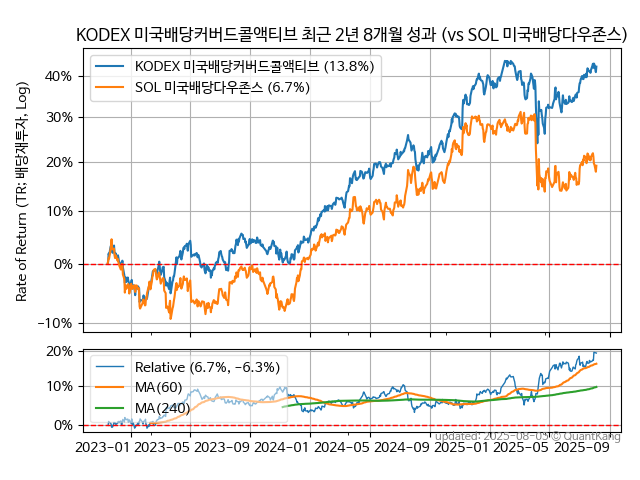 KODEX 미국배당커버드콜액티브 최근 2년 8개월 성과 (vs SOL 미국배당다우존스)
KODEX 미국배당커버드콜액티브 (13.8%)
SOL 미국배당다우존스 (6.7%)
Rate of Return (TR: 배당재투자, Log)
40%
30%
20%
10%
0%
−10%
Relative (6.7%, −6.3%)
MA(60)
MA(240)
20%
10%
0%
2023−01 2023−05 2023−09 2024−01 2024−05 2024−09 2025−01 2025−05 2025−09
updated: 2025-08-05 © QuantKang